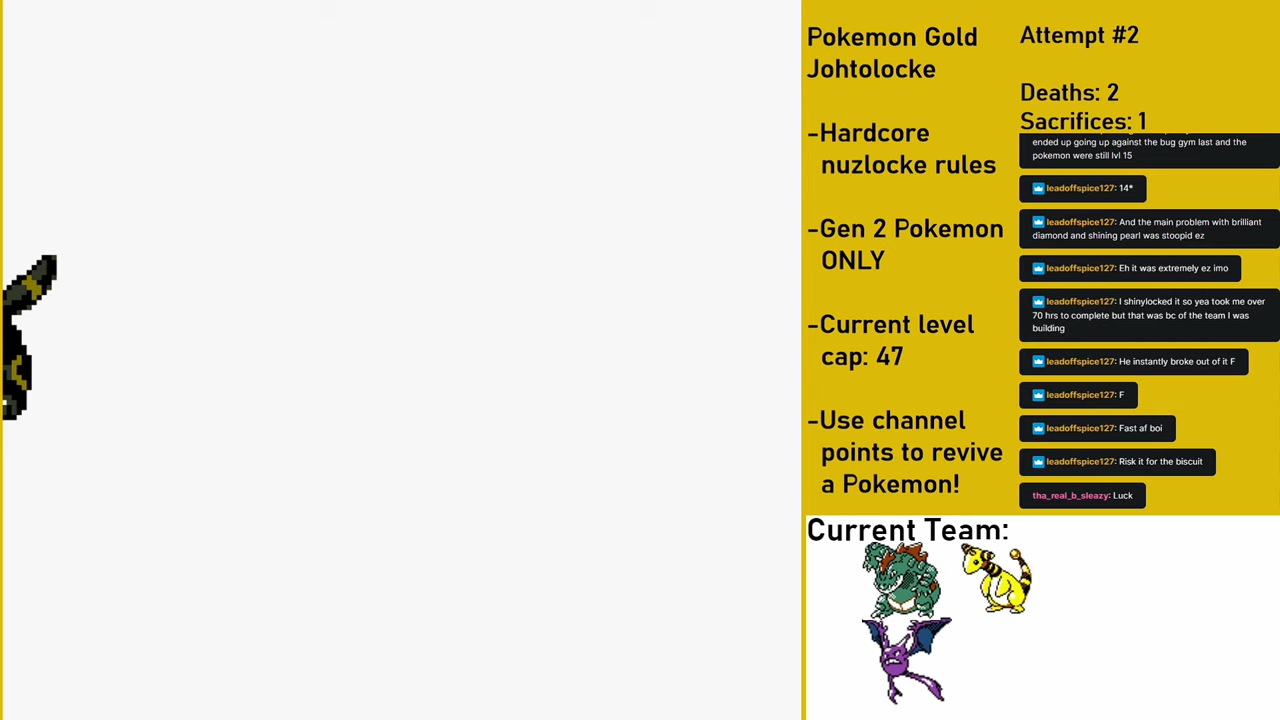 Pokemon Gold
Johtolocke
-Hardcore
nuzlocke rules
-Gen 2 Pokemon
ONLY
-Current level
cap: 47
-Use channel
points to revive
a Pokemon!
Attempt #2
Deaths: 2
Sacrifices: 1
ended up going up against the bug gym last and the
pokemon were still lvl 15
leadoffspice127: 14*
leadoffspice127: And the main problem with brilliant
diamond and shining pearl was stoopid ez
leadoffspice127: Eh it was extremely ez imo
leadoffspice127: I shinylocked it so yea took me over
70 hrs to complete but that was bc of the team I was
building
leadoffspice127: He instantly broke out of it F
leadoffspice127: F
leadoffspice127: Fast af boi
leadoffspice127: Risk it for the biscuit
tha_real_b_sleazy: Luck
Current Team: